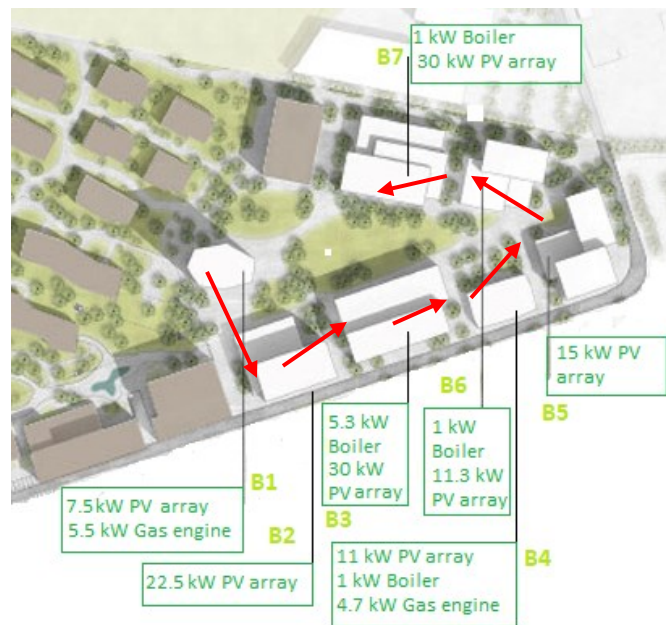 B7
1 kW Boiler
30 kW PV array
15 kW PV
array
B5
B6
1 kW
Boiler
11.3 kW
PV array
5.3 kW
Boiler
30 kW
PV array
B3
B1
7.5kW PV array
5.5 kW Gas engine
B2
22.5 kW PV array
B4
11 kW PV array
1 kW Boiler
4.7 kW Gas engine